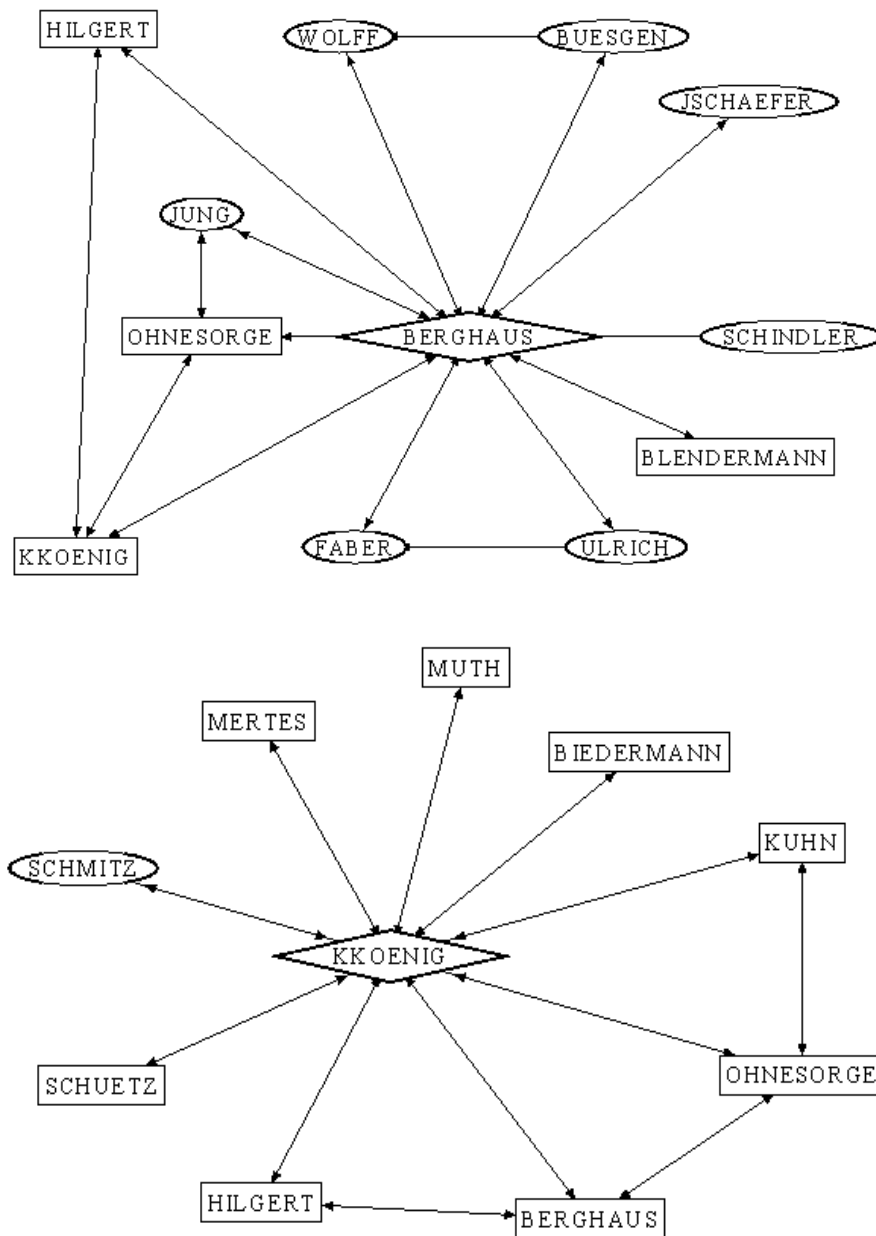 HILGERT
WOLFF
BUESGEN
JSCHAEFER
JUNG
OHNESORGE
BERGHAUS
SCHINDLER
BLENDERMANN
KKOENIG
FABER
ULRICH
MUTH
MERTES
BIEDERMANN
KUHN
SCHMITZ
KKOENIG
SCHUETZ
OHNESORGE
HILGERT
BERGHAUS